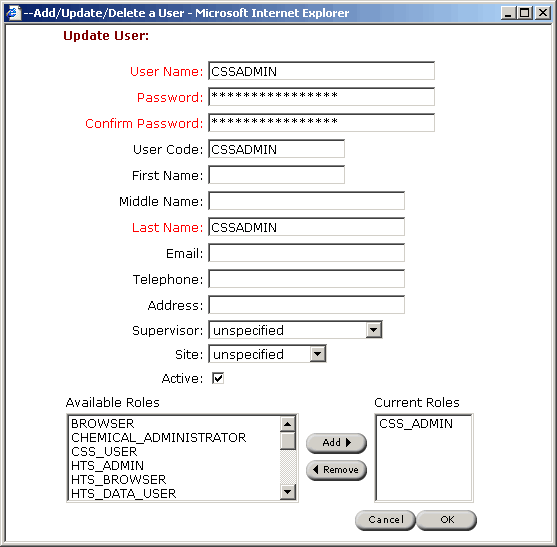 --Add/Update/Delete a User - Microsoft Internet Explorer
Update User:
User Name: CSSADMIN
Password: ****************
Confirm Password: ****************
User Code: CSSADMIN
First Name:
Middle Name:
Last Name: CSSADMIN
Email:
Telephone:
Address:
Supervisor: unspecified
Site: unspecified
Active:
Available Roles
BROWSER
CHEMICAL_ADMINISTRATOR
CSS_USER
HTS_ADMIN
HTS_BROWSER
HTS_DATA_USER
Add
Remove
Current Roles
CSS_ADMIN
Cancel OK